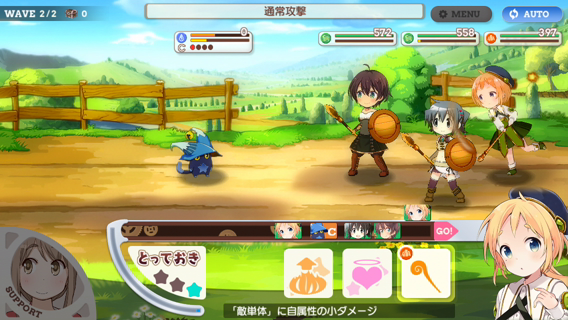 WAVE 2/2 0
通常攻撃
MENU
AUTO
0
C
572
558
397
C
GO!
とっておき
SUPPORT
「敵単体」に自属性の小ダメージ